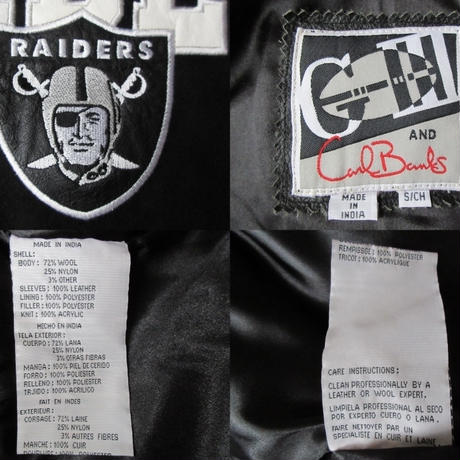 RAIDERS
G-III
AND
Carl Banks
MADE
IN
INDIA
S/CH
MADE IN INDIA
SHELL:
BODY: 72% WOOL
25% NYLON
3% OTHER
SLEEVES: 100% LEATHER
LINING: 100% POLYESTER
FILLER: 100% POLYESTER
KNIT: 100% ACRYLIC
HECHO EN INDIA
TELA EXTERIOR:
CUERPO: 72% LANA
25% NYLON
3% OTRAS FIBRAS
MANGA: 100% PIEL DE CERDO
FORRO: 100% POLIESTER
RELLENO: 100% POLIESTER
TEJIDO: 100% ACRILICO
FAIT EN INDES
EXTERIEUR:
CORSAGE: 72% LAINE
25% NYLON
3% AUTRES FIBRES
MANCHE: 100% CUIR
DOUBLURE: 100% POLYESTER
REMPISSGE: 100% POLYESTER
TRICOT: 100% ACRYLIQUE
CARE INSTRUCTIONS:
CLEAN PROFESSIONALLY BY A
LEATHER OR WOOL EXPERT.
LIMPIELA PROFESSIONAL AL SECO
POR EXPERTO CUERO O LANA.
FAIRE NETTOYER PAR UN
SPECIALISTE EN CUIR ET LAINE.